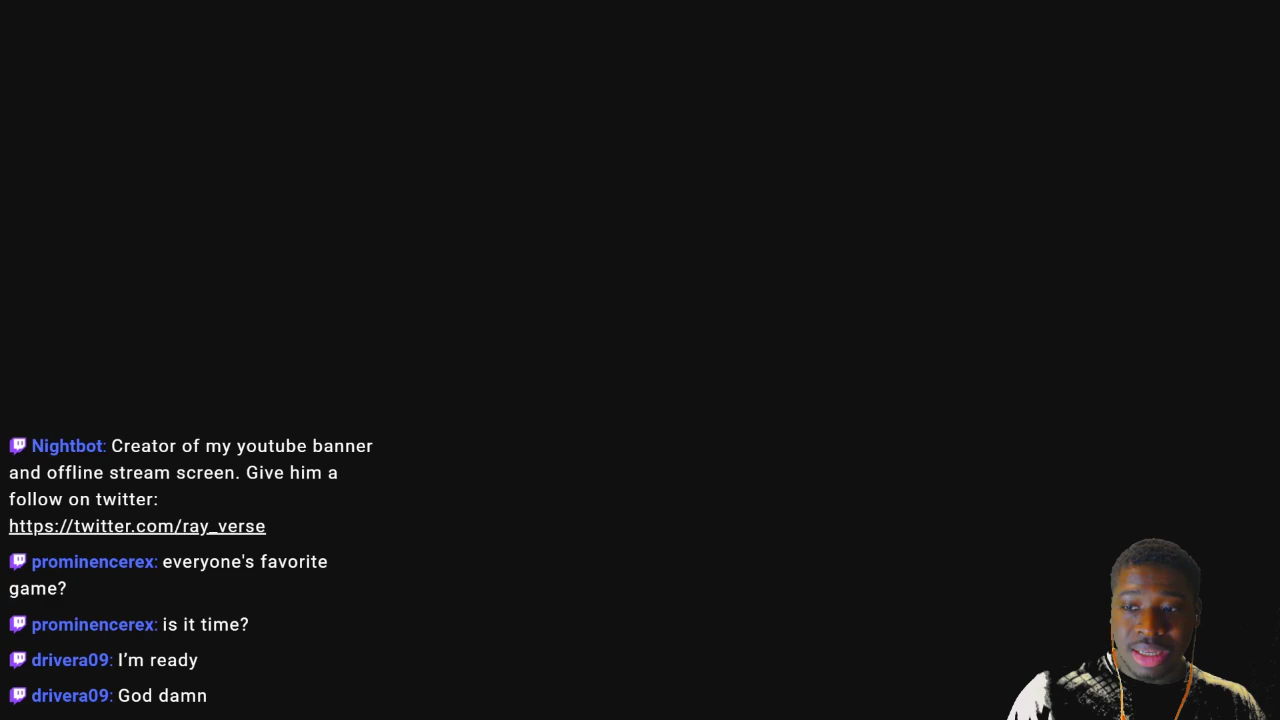 Nightbot: Creator of my youtube banner
and offline stream screen. Give him a
follow on twitter:
https://twitter.com/ray_verse
prominencerex: everyone's favorite
game?
prominencerex: is it time?
drivera09: I’m ready
drivera09: God damn